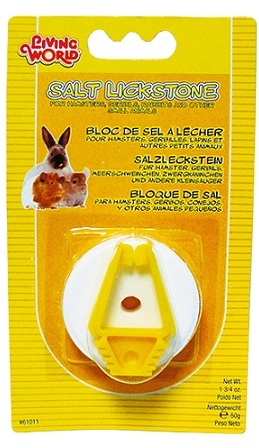 LIVING
WORLD
SALT LICKSTONE
FOR HAMSTERS, GERBILS, RABBITS AND OTHER
SMALL ANIMALS
BLOC DE SEL À LÉCHER
POUR HAMSTERS, GERBILLES, LAPINS ET
AUTRES PETITS ANIMAUX
SALZLECKSTEIN
FÜR HAMSTER, GERBILS,
MEERSCHWEINCHEN, ZWERGKANINCHEN
UND ANDERE KLEINSÄUGER
BLOQUE DE SAL
PARA HAMSTERS, GERBOS, CONEJOS,
Y OTROS ANIMALES PEQUEÑOS
Net Wt.
1 3/4 oz.
Poids Net
Nettogewicht
50g
Peso Neto
#61011